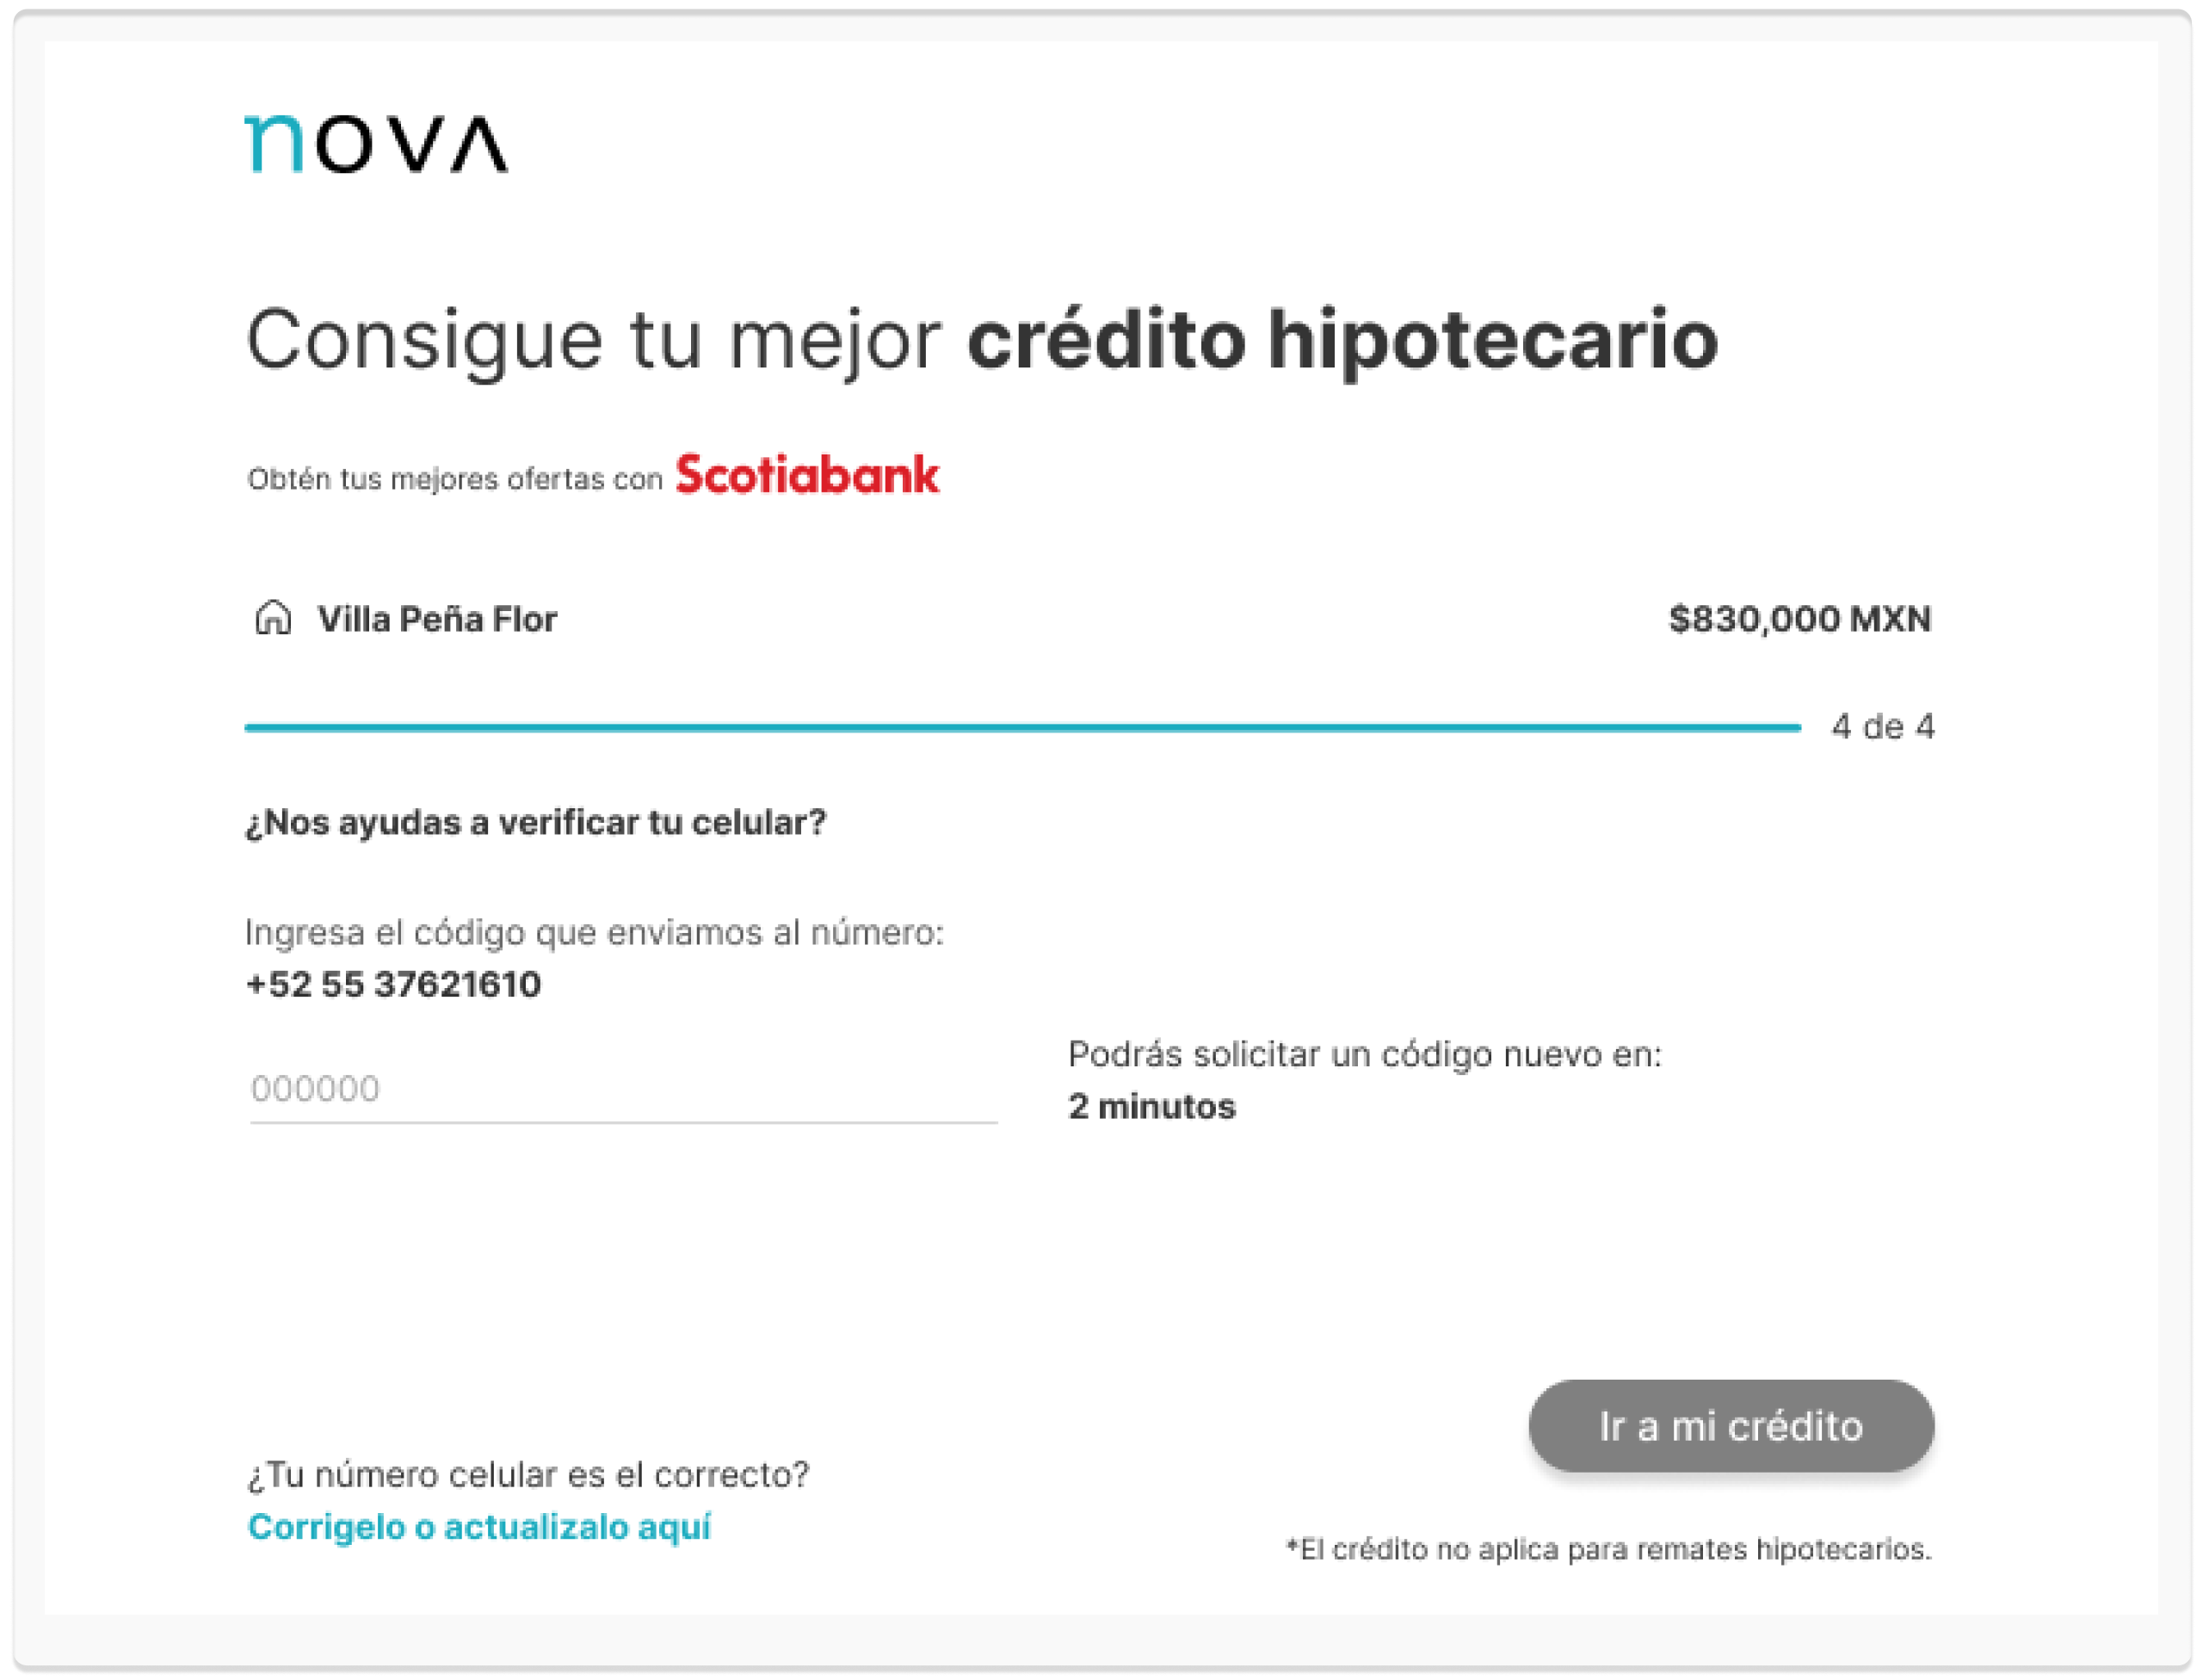 nova
Consigue tu mejor crédito hipotecario
Obtén tus mejores ofertas con Scotiabank
Villa Peña Flor $830,000 MXN
4 de 4
¿Nos ayudas a verificar tu celular?
Ingresa el código que enviamos al número:
+52 55 37621610
000000
Podrás solicitar un código nuevo en:
2 minutos
Ir a mi crédito
¿Tu número celular es el correcto?
Corrigelo o actualizalo aquí
*El crédito no aplica para remates hipotecarios.